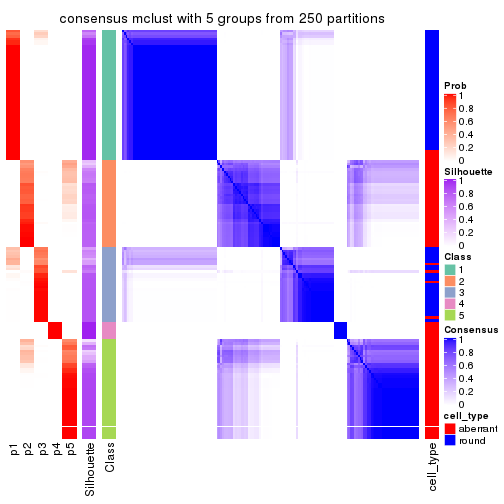 consensus mclust with 5 groups from 250 partitions
Prob
1
0.8
0.6
0.4
0.2
0
Silhouette
1
0.8
0.6
0.4
0.2
0
Class
1
2
3
4
5
Consensus
1
0.8
0.6
0.4
0.2
0
cell_type
aberrant
round
p1
p2
p3
p4
p5
Silhouette
Class
cell_type